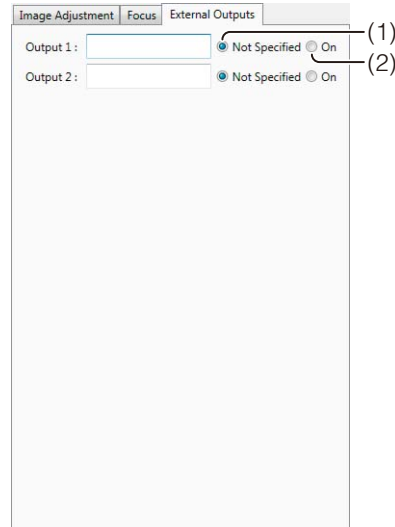 Image Adjustment Focus External Outputs
Output 1 : Not Specified On (1)
(2)
Output 2 : Not Specified On